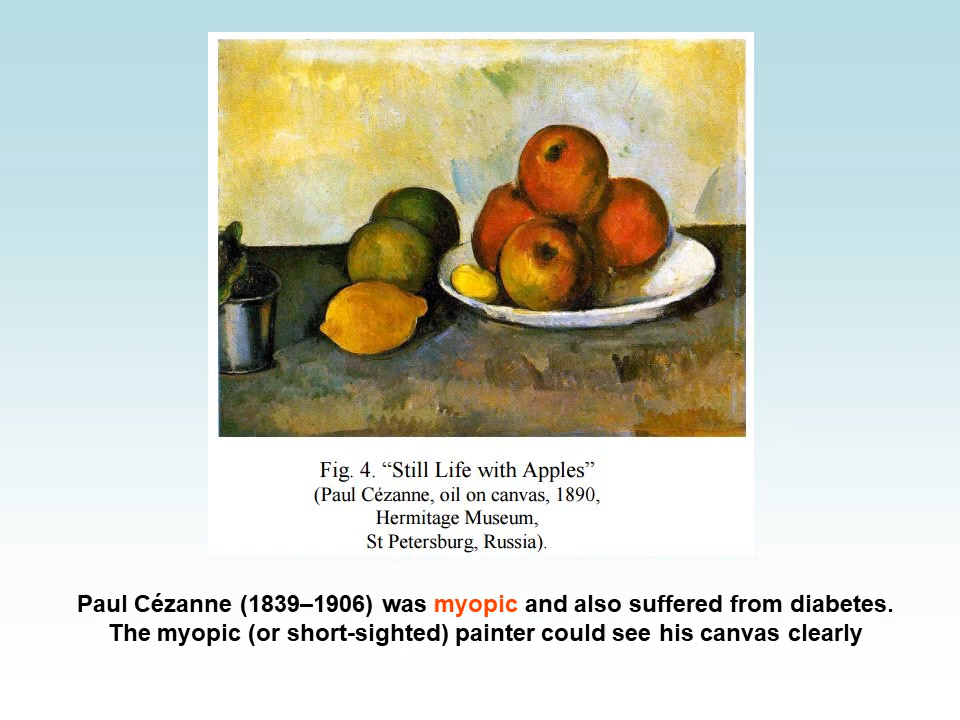 Fig. 4. “Still Life with Apples”
(Paul Cézanne, oil on canvas, 1890,
Hermitage Museum,
St Petersburg, Russia).
Paul Cézanne (1839–1906) was myopic and also suffered from diabetes.
The myopic (or short-sighted) painter could see his canvas clearly